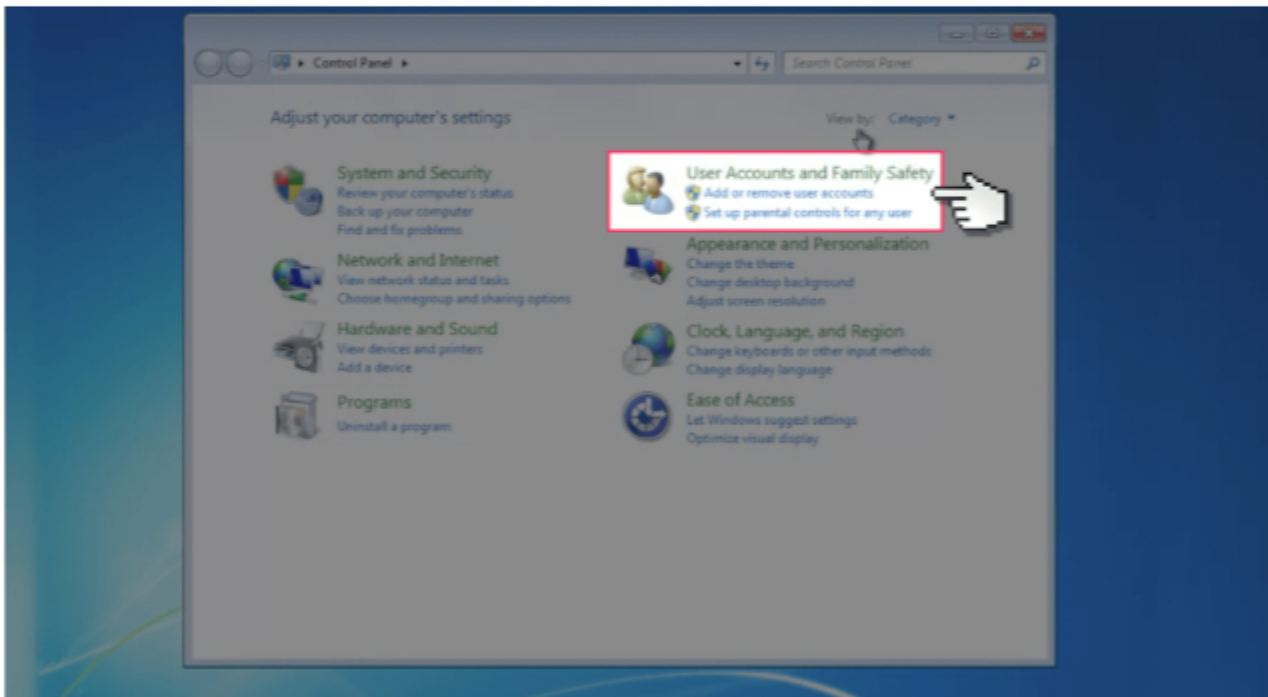 Control Panel
Search Control Panel
Adjust your computer's settings
View by: Category
System and Security
Review your computer's status
Back up your computer
Find and fix problems
Network and Internet
View network status and tasks
Choose homegroup and sharing options
Hardware and Sound
View devices and printers
Add a device
Programs
Uninstall a program
User Accounts and Family Safety
Add or remove user accounts
Set up parental controls for any user
Appearance and Personalization
Change the theme
Change desktop background
Adjust screen resolution
Clock, Language, and Region
Change keyboards or other input methods
Change display language
Ease of Access
Let Windows suggest settings
Optimize visual display